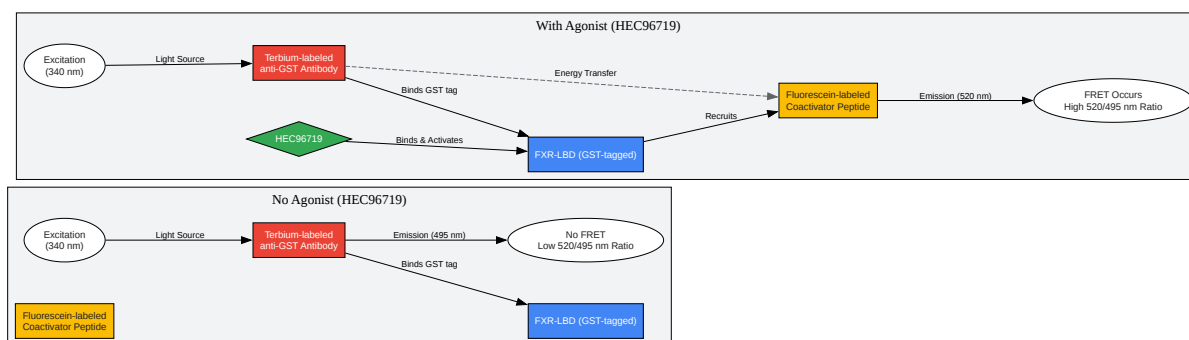 With Agonist (HEC96719)
Excitation
(340 nm)
Light Source
Terbium-labeled
anti-GST Antibody
Energy Transfer
Binds GST tag
HEC96719
Binds & Activates
FXR-LBD (GST-tagged)
Recruits
Fluorescein-labeled
Coactivator Peptide
Emission (520 nm)
FRET Occurs
High 520/495 nm Ratio
No Agonist (HEC96719)
Excitation
(340 nm)
Light Source
Terbium-labeled
anti-GST Antibody
Emission (495 nm)
No FRET
Low 520/495 nm Ratio
Binds GST tag
Fluorescein-labeled
Coactivator Peptide
FXR-LBD (GST-tagged)